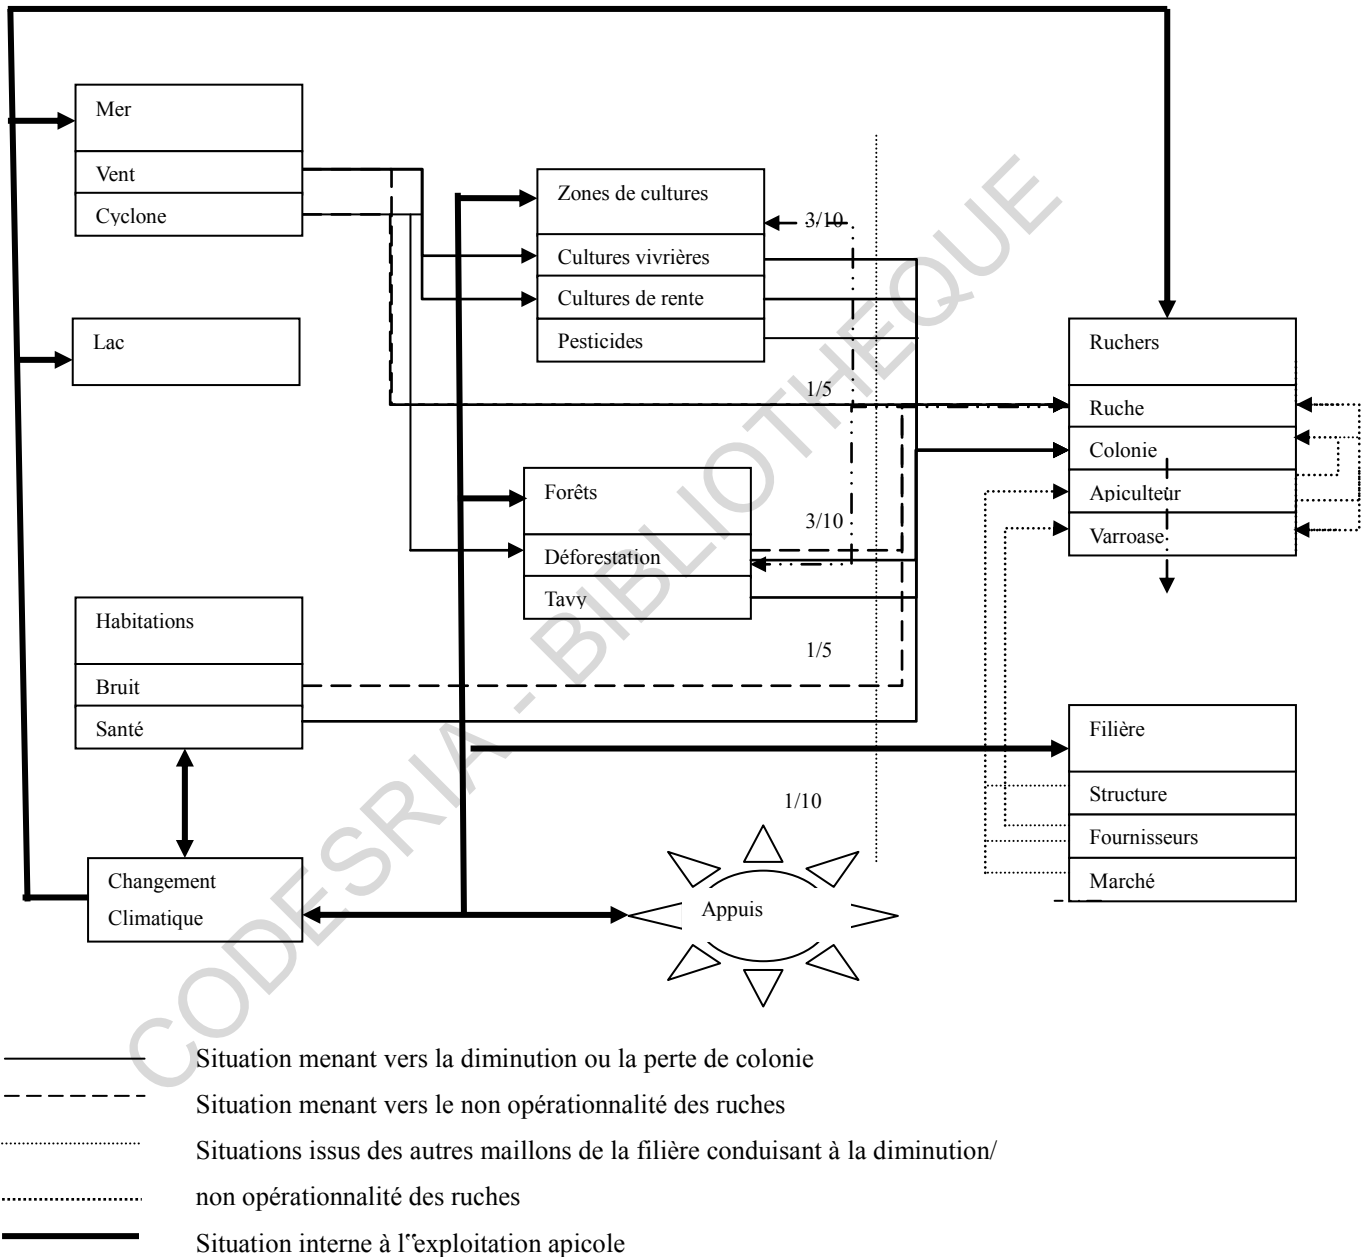 Mer
Vent
Cyclone
Zones de cultures
3/10
Cultures vivrières
Cultures de rente
Pesticides
Lac
Ruchers
1/5
Ruche
Colonie
Apiculteur
Varroase
Forêts
3/10
Déforestation
Tavy
Habitations
Bruit
Santé
1/5
Filière
Structure
Fournisseurs
Marché
1/10
Changement
Climatique
Appuis
CODESRIA - BIBLIOTHEQUE
Situation menant vers la diminution ou la perte de colonie
Situation menant vers le non opérationnalité des ruches
Situations issus des autres maillons de la filière conduisant à la diminution/
non opérationnalité des ruches
Situation interne à l‟exploitation apicole